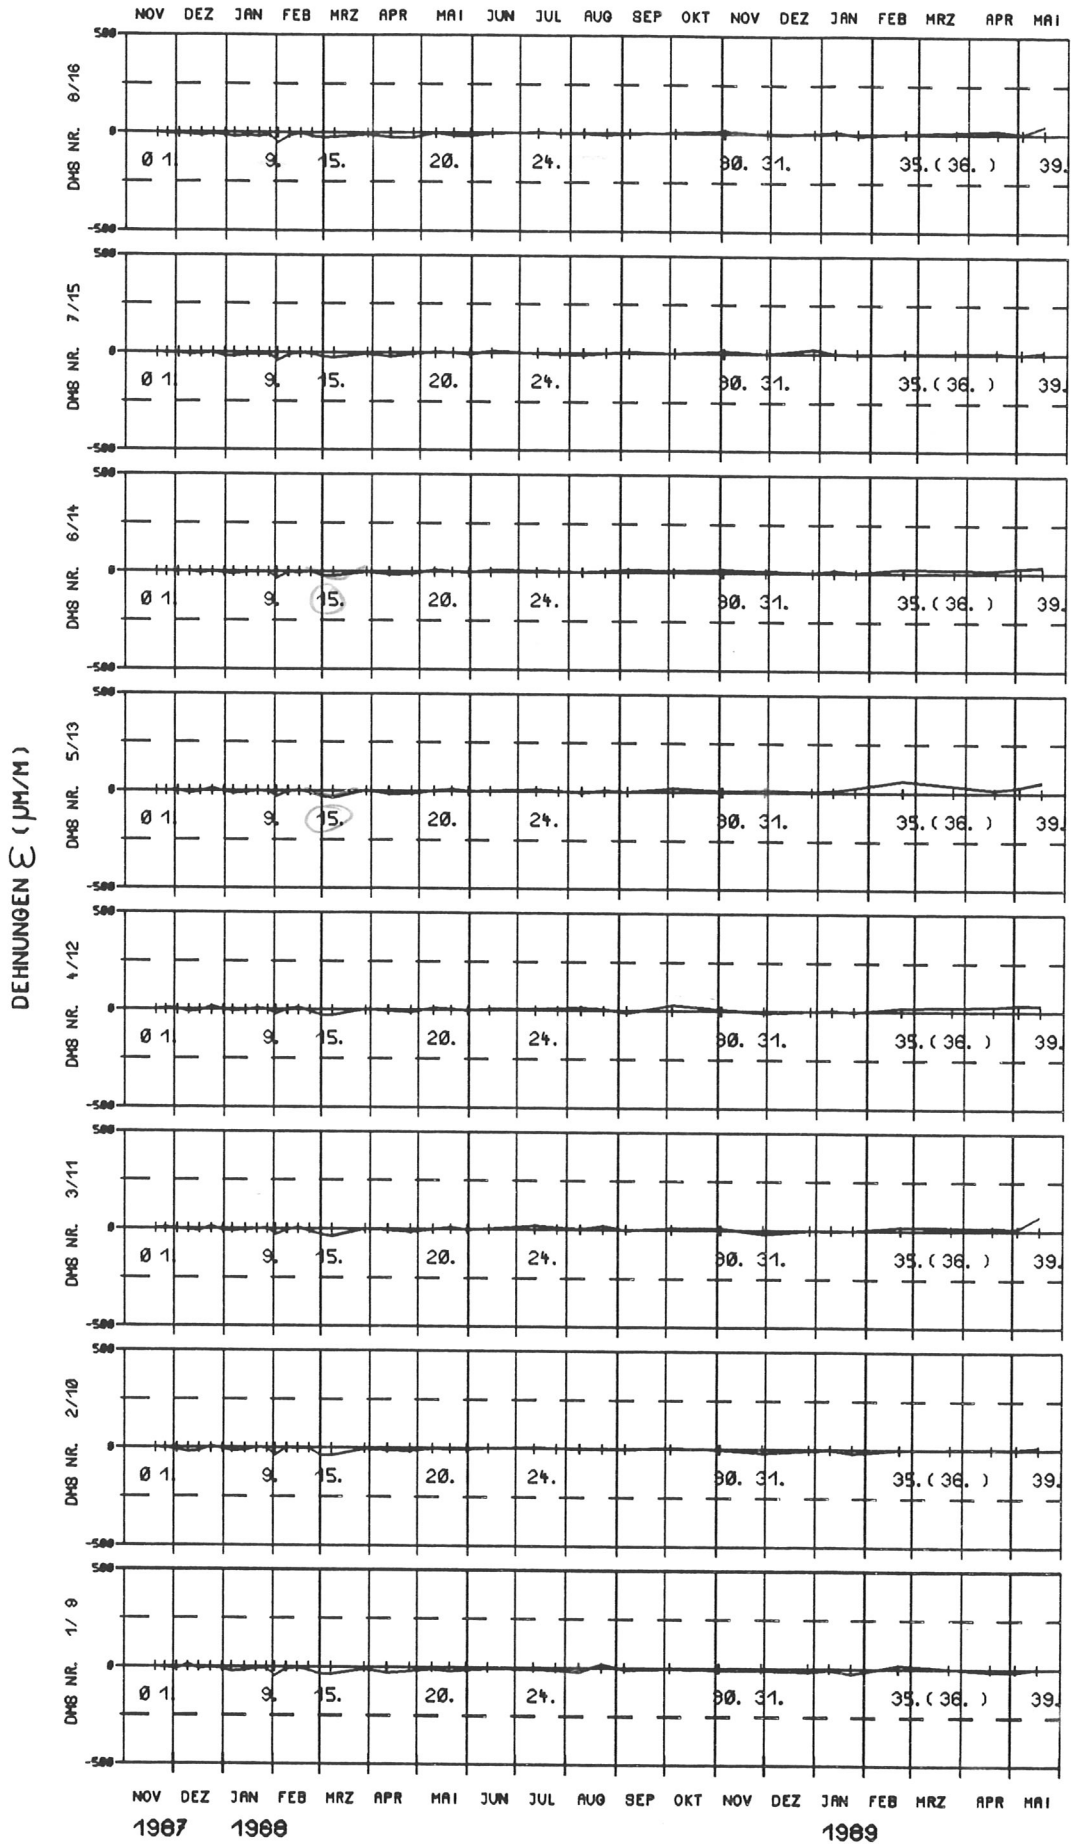 NOV DEZ JAN FEB MRZ APR MAI JUN JUL AUG SEP OKT NOV DEZ JAN FEB MRZ APR MAI
DEHNUNGEN Ɛ (µM/M)
500
DMS NR. 8/16
0
0 1 9. 15. 20. 24. 30. 31. 35. (36. ) 39.
-500
500
DMS NR. 7/15
0
0 1 9. 15. 20. 24. 30. 31. 35. (36. ) 39.
-500
500
DMS NR. 6/14
0
0 1 9. 15. 20. 24. 30. 31. 35. (36. ) 39.
-500
500
DMS NR. 5/13
0
0 1 9. 15. 20. 24. 30. 31. 35. (36. ) 39.
-500
500
DMS NR. 4/12
0
0 1 9. 15. 20. 24. 30. 31. 35. (36. ) 39.
-500
500
DMS NR. 3/11
0
0 1 9. 15. 20. 24. 30. 31. 35. (36. ) 39.
-500
500
DMS NR. 2/10
0
0 1 9. 15. 20. 24. 30. 31. 35. (36. ) 39.
-500
500
DMS NR. 1/ 9
0
0 1 9. 15. 20. 24. 30. 31. 35. (36. ) 39.
-500
NOV DEZ JAN FEB MRZ APR MAI JUN JUL AUG SEP OKT NOV DEZ JAN FEB MRZ APR MAI
1987 1988 1989